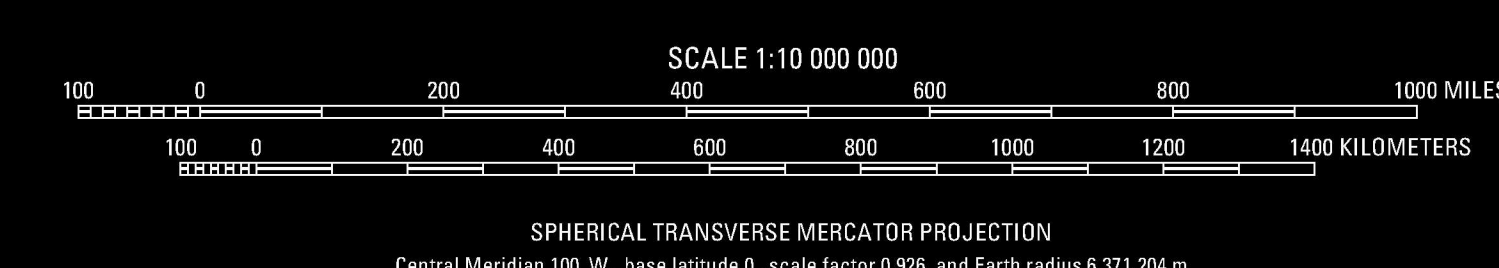 SCALE 1:10 000 000
100 0 200 400 600 800 1000 MILES
100 0 200 400 600 800 1000 1200 1400 KILOMETERS
SPHERICAL TRANSVERSE MERCATOR PROJECTION
Central Meridian 100 W, base latitude 0, scale factor 0.926, and Earth radius 6,371,204 m